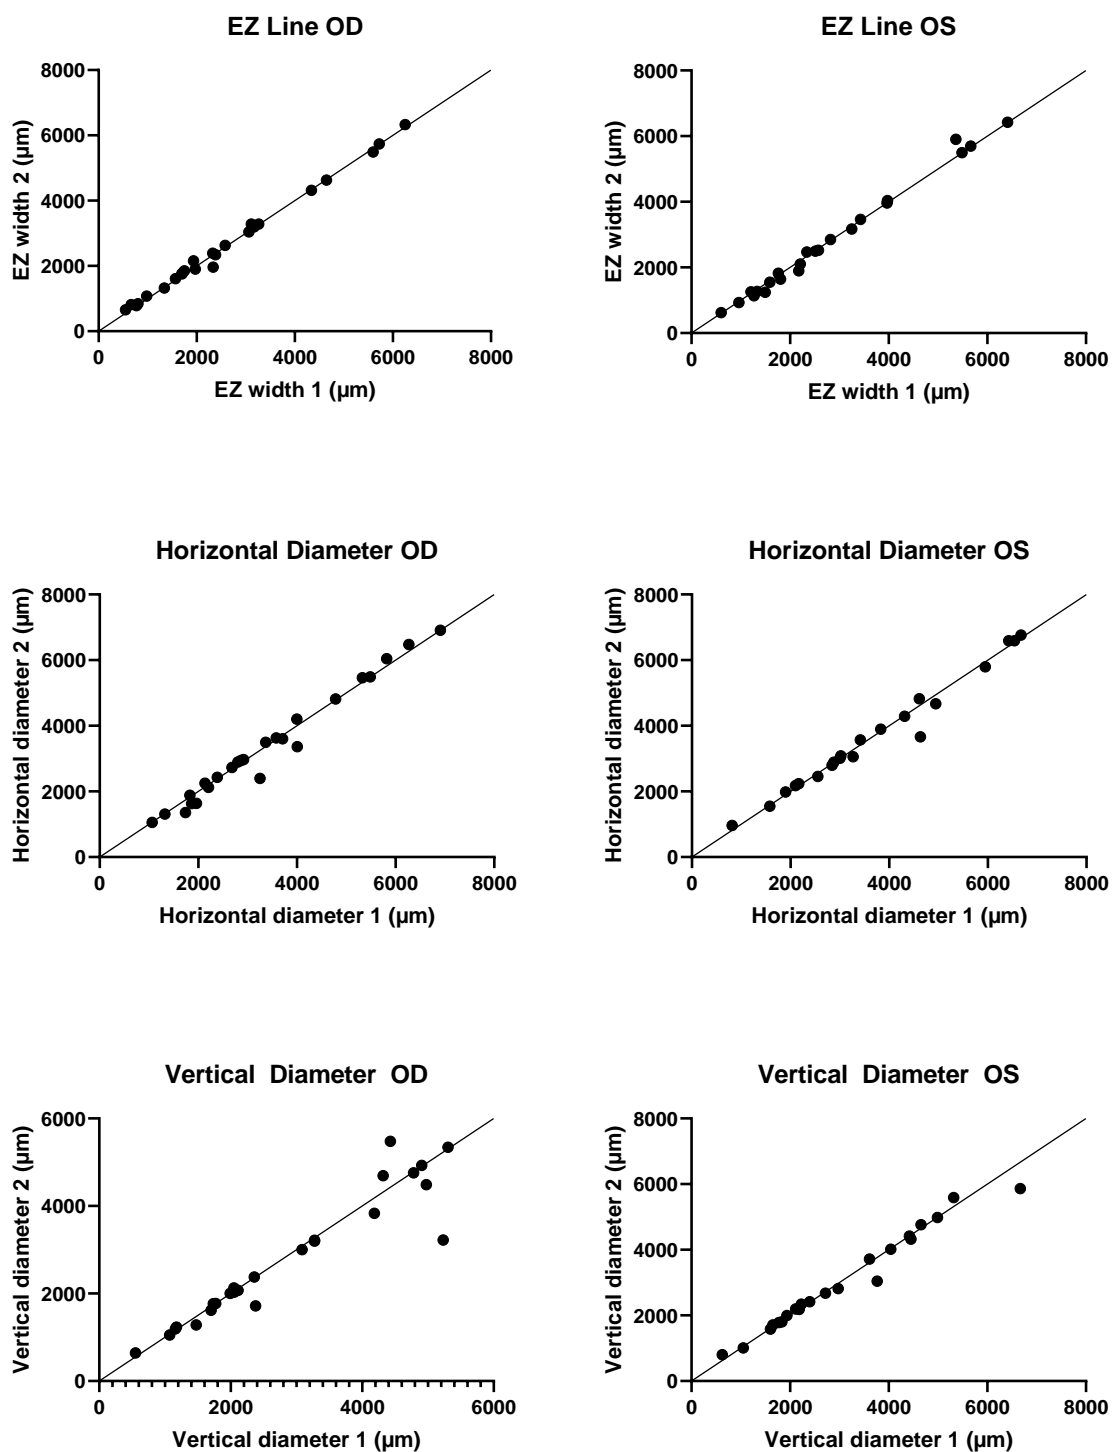 EZ Line OD
8000
6000
4000
2000
0
EZ width 2 (µm)
0 2000 4000 6000 8000
EZ width 1 (µm)
EZ Line OS
8000
6000
4000
2000
0
EZ width 2 (µm)
0 2000 4000 6000 8000
EZ width 1 (µm)
Horizontal Diameter OD
8000
6000
4000
2000
0
Horizontal diameter 2 (µm)
0 2000 4000 6000 8000
Horizontal diameter 1 (µm)
Horizontal Diameter OS
8000
6000
4000
2000
0
Horizontal diameter 2 (µm)
0 2000 4000 6000 8000
Horizontal diameter 1 (µm)
Vertical Diameter OD
6000
4000
2000
0
Vertical diameter 2 (µm)
0 2000 4000 6000
Vertical diameter 1 (µm)
Vertical Diameter OS
8000
6000
4000
2000
0
Vertical diameter 2 (µm)
0 2000 4000 6000 8000
Vertical diameter 1 (µm)